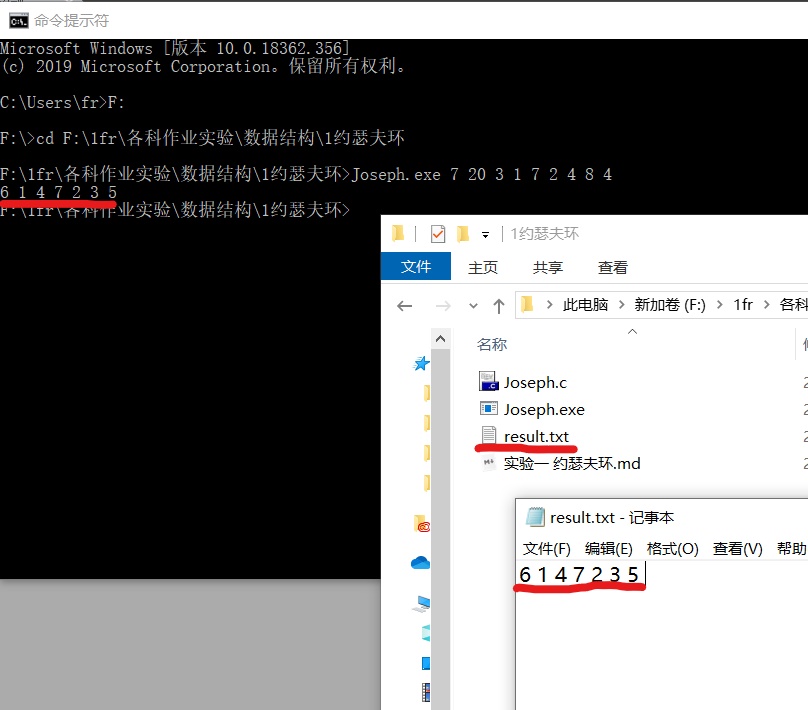 命令提示符
Microsoft Windows [版本 10.0.18362.356]
(c) 2019 Microsoft Corporation。保留所有权利。
C:\Users\fr>F:
F:\>cd F:\1fr\各科作业实验\数据结构\1约瑟夫环
F:\1fr\各科作业实验\数据结构\1约瑟夫环>Joseph.exe 7 20 3 1 7 2 4 8 4
6 1 4 7 2 3 5
F:\1fr\各科作业实验\数据结构\1约瑟夫环>
1约瑟夫环
文件 主页 共享 查看
此电脑 > 新加卷 (F:) > 1fr > 各科
名称
Joseph.c
Joseph.exe
result.txt
实验一 约瑟夫环.md
result.txt - 记事本
文件(F) 编辑(E) 格式(O) 查看(V) 帮助
6 1 4 7 2 3 5